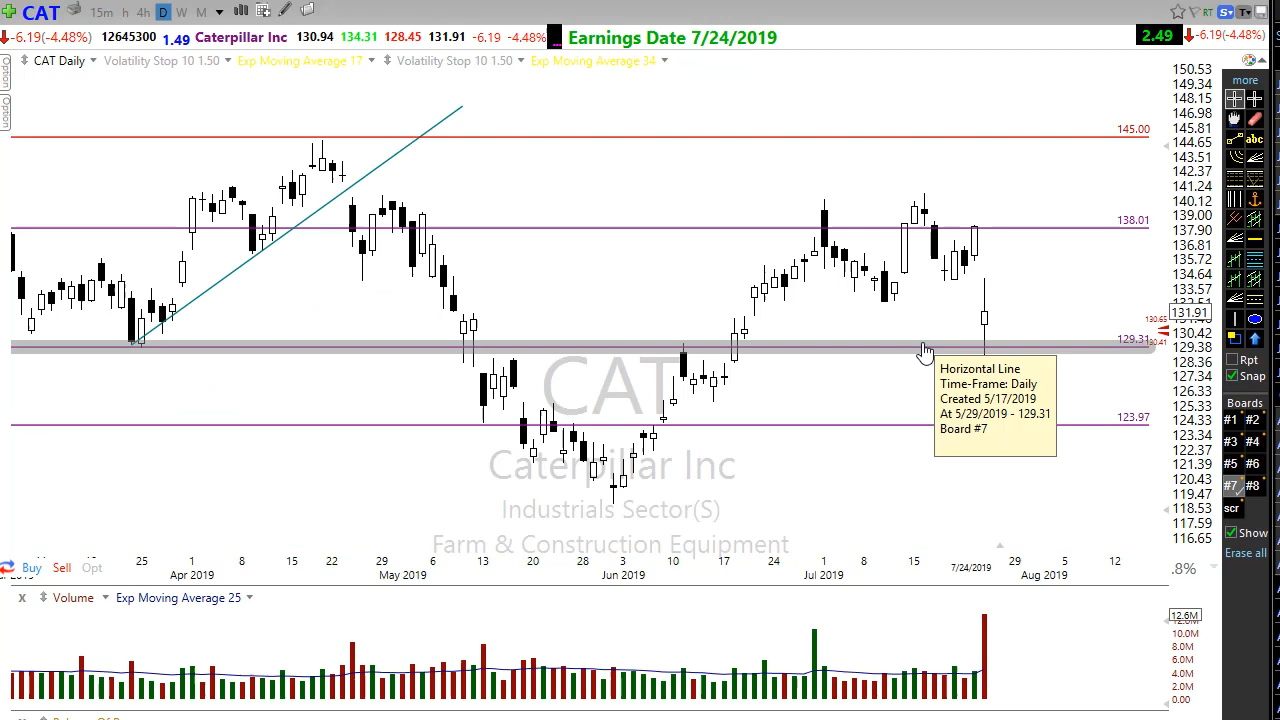 CAT 15m h 4h D W M RT S T
-6.19(-4.48%) 12645300 1.49 Caterpillar Inc 130.94 134.31 128.45 131.91 -6.19 -4.48% Earnings Date 7/24/2019 2.49 -6.19(-4.48%)
CAT Daily Volatility Stop 10 1.50 Exp Moving Average 17 Volatility Stop 10 1.50 Exp Moving Average 34
Option
Option
150.53
149.34
148.15
146.98
145.81
144.65
143.51
142.37
141.24
140.12
139.00
137.90
136.81
135.72
134.64
133.57
131.91
130.42
129.38
128.36
127.34
126.33
125.33
124.33
123.34
122.37
121.39
120.43
119.47
118.53
117.59
116.65
145.00
138.01
129.31
123.97
130.65
130.41
Horizontal Line
Time-Frame: Daily
Created 5/17/2019
At 5/29/2019 - 129.31
Board #7
CAT
Caterpillar Inc
Industrials Sector(S)
Farm & Construction Equipment
more
abc
Rpt
Snap
Boards
#1 #2
#3 #4
#5 #6
#7 #8
scr
Show
Erase all
25 8 15 22 29 6 13 20 28 3 10 17 24 1 8 15 7/24/2019 29 5 12
Apr 2019 May 2019 Jun 2019 Jul 2019 Aug 2019
Buy Sell Opt
.8%
X Volume Exp Moving Average 25
12.6M
10.0M
8.0M
6.0M
4.0M
2.0M
0.00